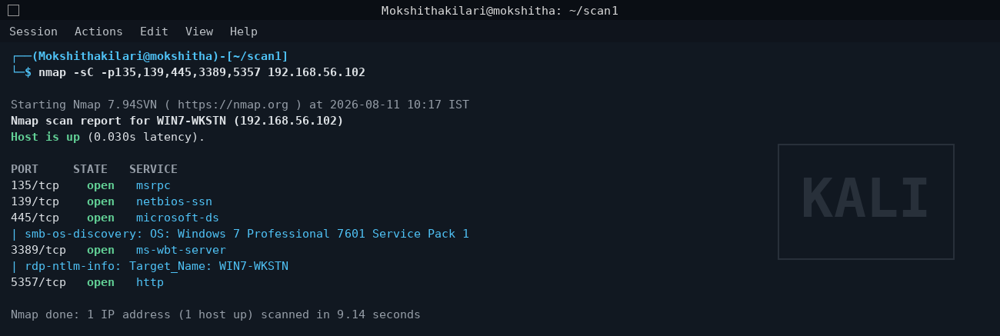 Mokshithakilari@mokshitha: ~/scan1
Session Actions Edit View Help
┌──(Mokshithakilari@mokshitha)-[~/scan1]
└─$ nmap -sC -p135,139,445,3389,5357 192.168.56.102
Starting Nmap 7.94SVN ( https://nmap.org ) at 2026-08-11 10:17 IST
Nmap scan report for WIN7-WKSTN (192.168.56.102)
Host is up (0.030s latency).
PORT     STATE   SERVICE
135/tcp    open   msrpc
139/tcp    open   netbios-ssn
445/tcp    open   microsoft-ds
| smb-os-discovery: OS: Windows 7 Professional 7601 Service Pack 1
3389/tcp   open   ms-wbt-server
| rdp-ntlm-info: Target_Name: WIN7-WKSTN
5357/tcp   open   http
Nmap done: 1 IP address (1 host up) scanned in 9.14 seconds
KALI